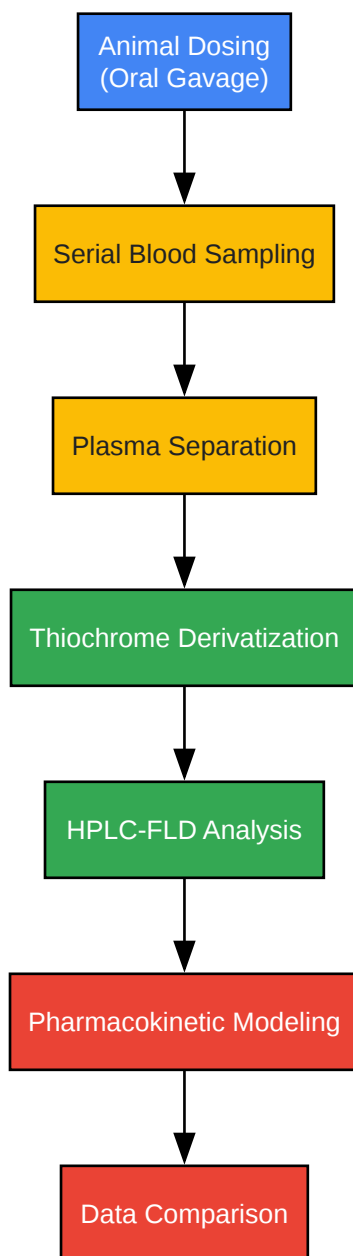 Animal Dosing
(Oral Gavage)
Serial Blood Sampling
Plasma Separation
Thiochrome Derivatization
HPLC-FLD Analysis
Pharmacokinetic Modeling
Data Comparison